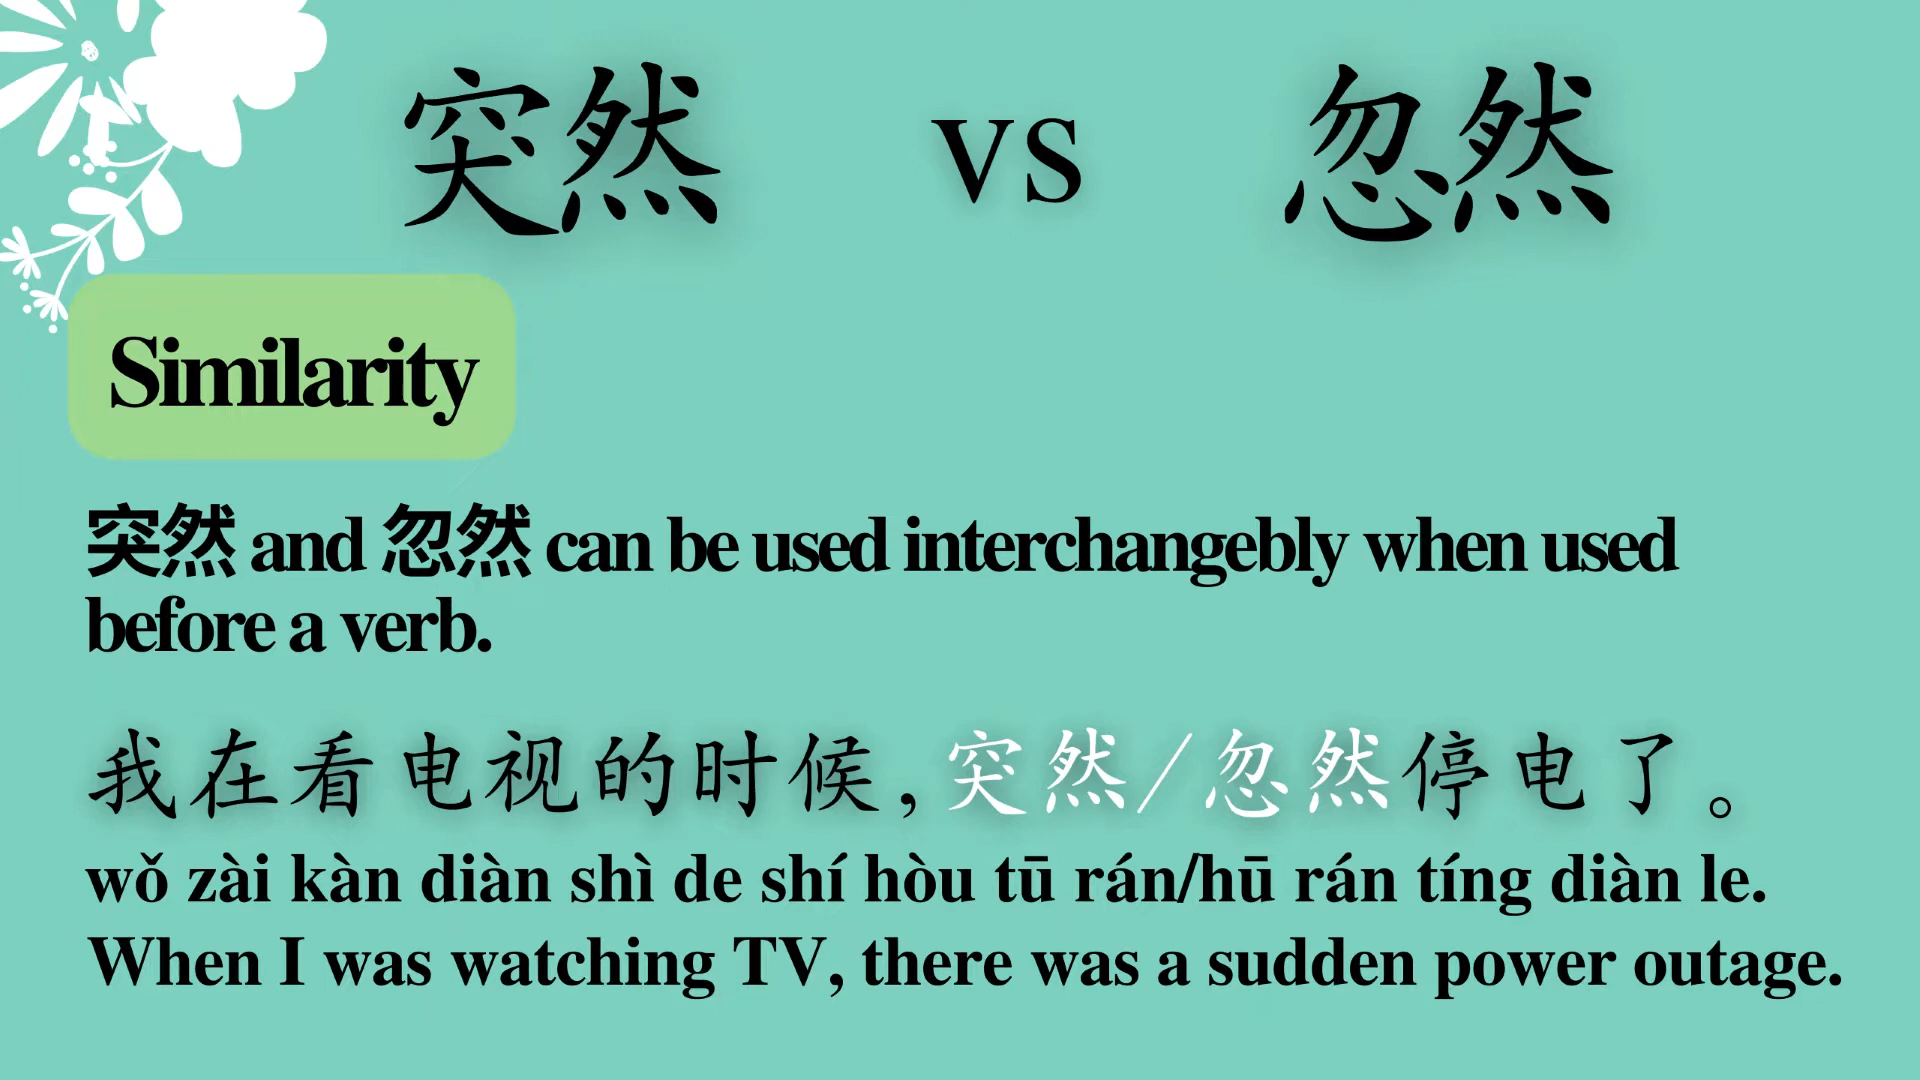 突然 vs 忽然
Similarity
突然 and 忽然 can be used interchangebly when used
before a verb.
我在看电视的时候，突然/忽然停电了。
wǒ zài kàn diàn shì de shí hòu tū rán/hū rán tíng diàn le.
When I was watching TV, there was a sudden power outage.